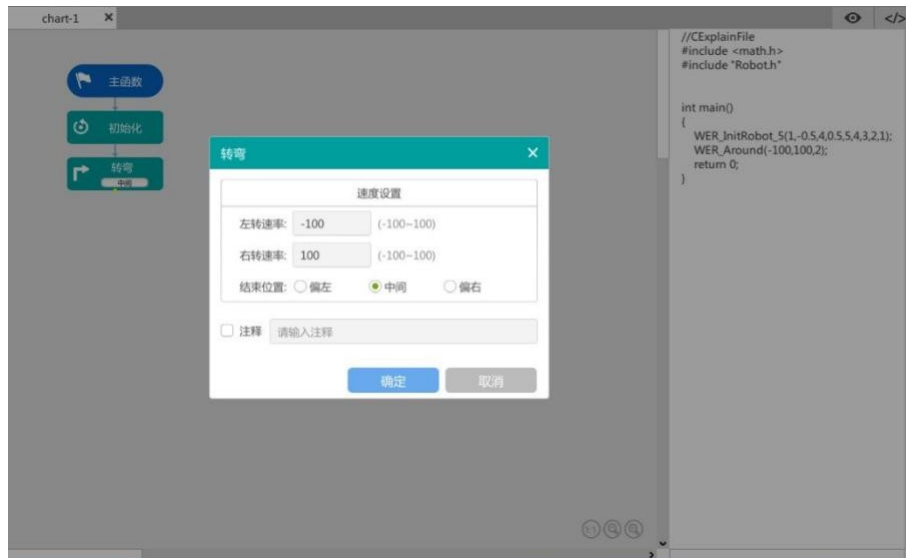 chart-1 ×
</>
主函数
初始化
转弯
中间
转弯 ×
速度设置
左转速率: -100 (-100~100)
右转速率: 100 (-100~100)
结束位置: 偏左 中间 偏右
注释 请输入注释
确定 取消
1:1
//CExplainFile
#include <math.h>
#include "Robot.h"
int main()
{
WER_InitRobot_5(1,-0.5,4,0.5,5,4,3,2,1);
WER_Around(-100,100,2);
return 0;
}